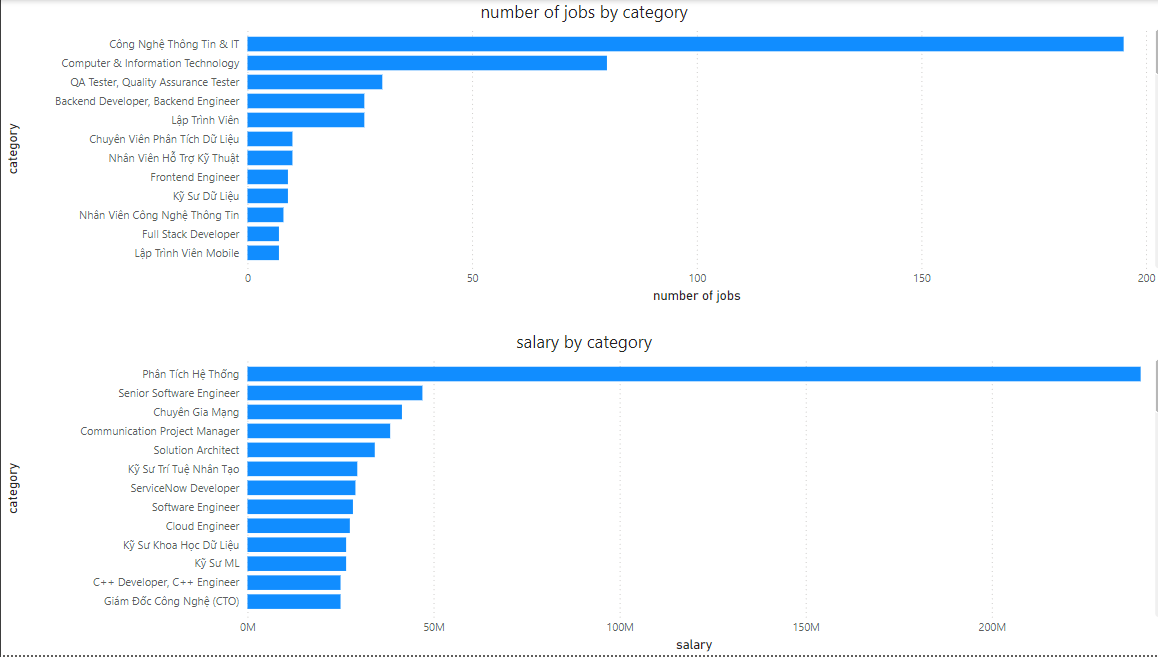 number of jobs by category
category
Công Nghệ Thông Tin & IT
Computer & Information Technology
QA Tester, Quality Assurance Tester
Backend Developer, Backend Engineer
Lập Trình Viên
Chuyên Viên Phân Tích Dữ Liệu
Nhân Viên Hỗ Trợ Kỹ Thuật
Frontend Engineer
Kỹ Sư Dữ Liệu
Nhân Viên Công Nghệ Thông Tin
Full Stack Developer
Lập Trình Viên Mobile
0 50 100 150 200
number of jobs
salary by category
category
Phân Tích Hệ Thống
Senior Software Engineer
Chuyên Gia Mạng
Communication Project Manager
Solution Architect
Kỹ Sư Trí Tuệ Nhân Tạo
ServiceNow Developer
Software Engineer
Cloud Engineer
Kỹ Sư Khoa Học Dữ Liệu
Kỹ Sư ML
C++ Developer, C++ Engineer
Giám Đốc Công Nghệ (CTO)
0M 50M 100M 150M 200M
salary